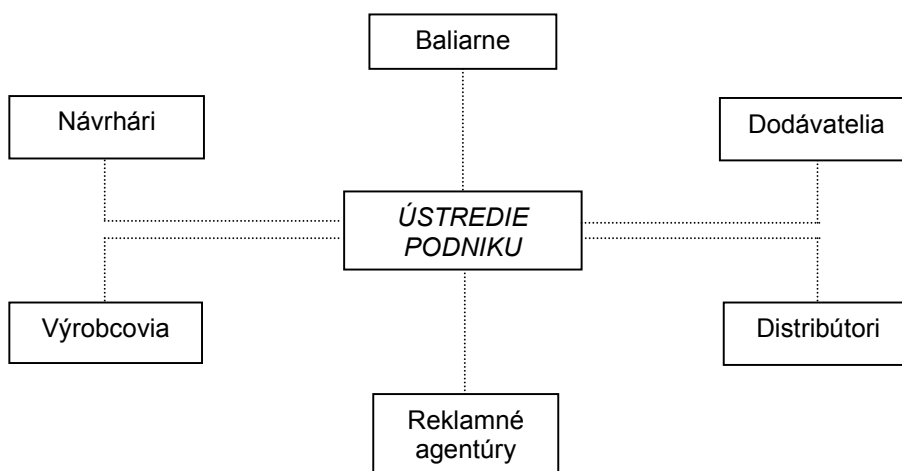 Baliarne
Návrhári
Dodávatelia
ÚSTREDIE
PODNIKU
Výrobcovia
Distribútori
Reklamné
agentúry